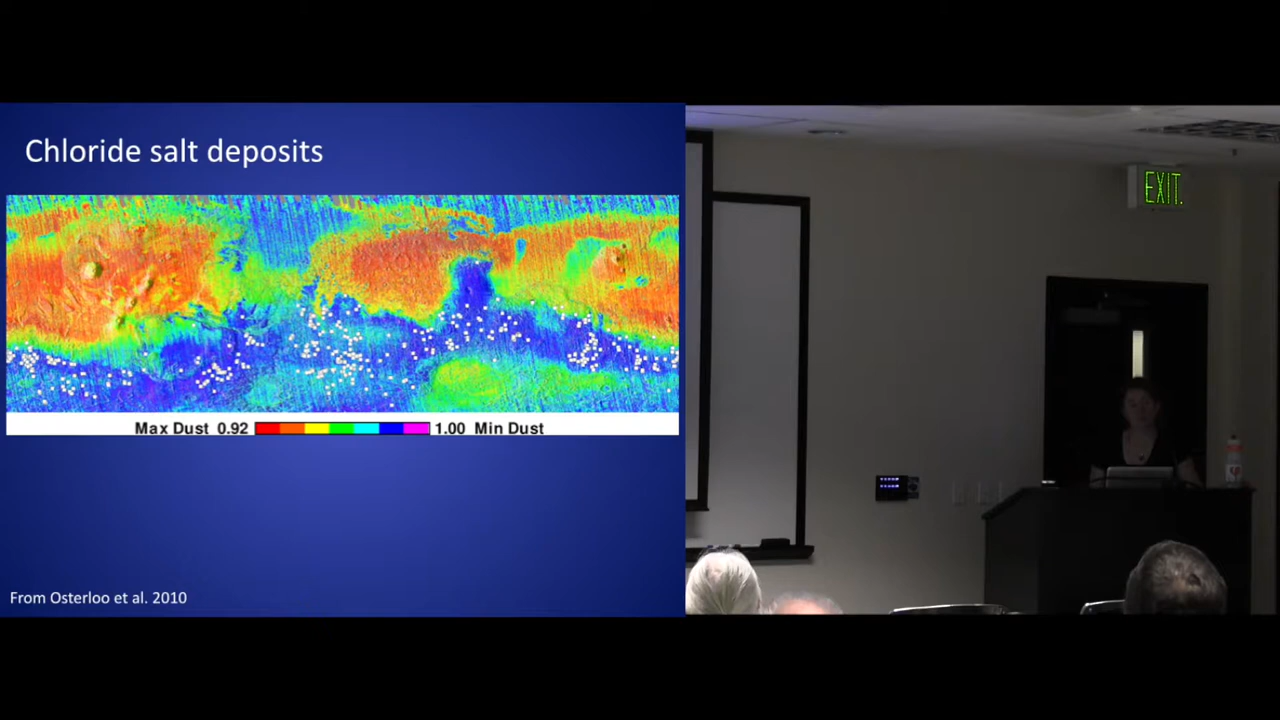 Chloride salt deposits
Max Dust 0.92 1.00 Min Dust
From Osterloo et al. 2010
EXIT